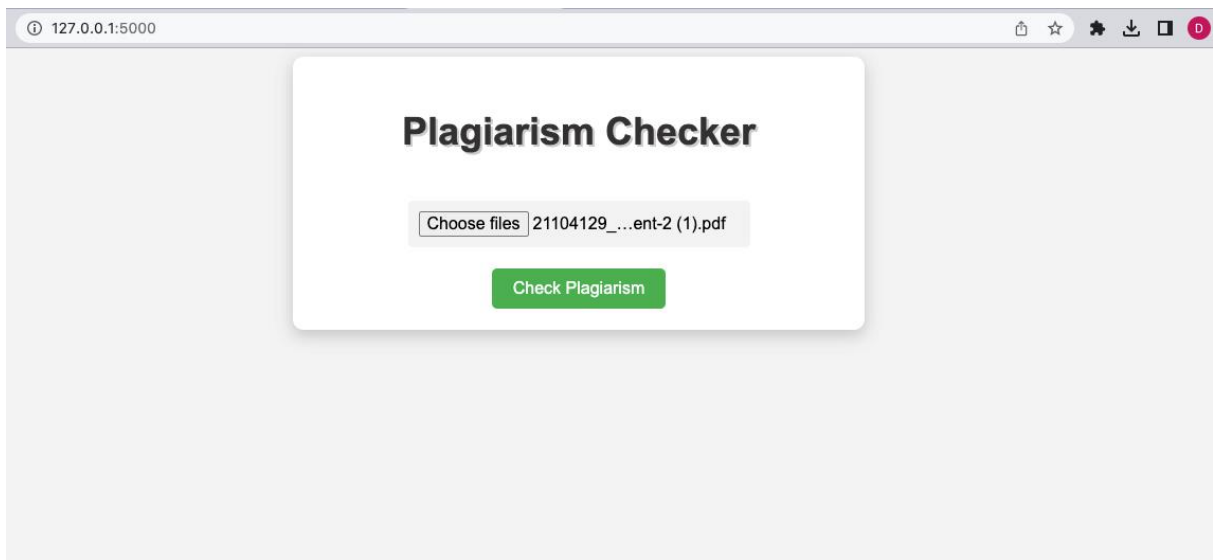 127.0.0.1:5000
D
Plagiarism Checker
Choose files 21104129_...ent-2 (1).pdf
Check Plagiarism